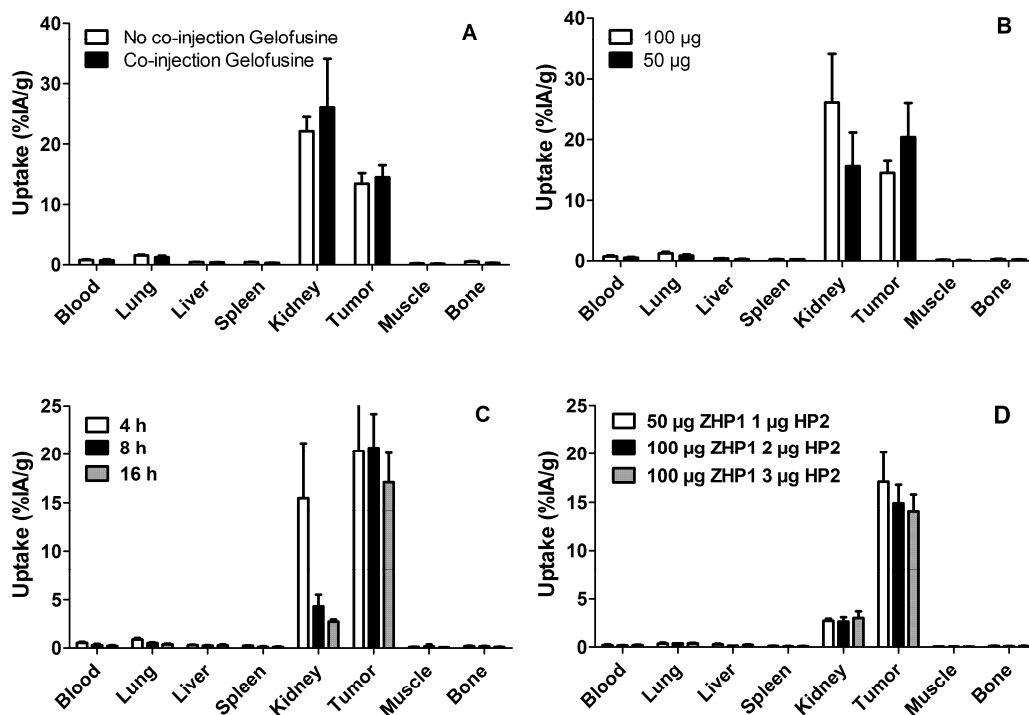 A
No co-injection Gelofusine
Co-injection Gelofusine
Uptake (%IA/g)
40
30
20
10
0
Blood
Lung
Liver
Spleen
Kidney
Tumor
Muscle
Bone
B
100 µg
50 µg
Uptake (%IA/g)
40
30
20
10
0
Blood
Lung
Liver
Spleen
Kidney
Tumor
Muscle
Bone
C
4 h
8 h
16 h
Uptake (%IA/g)
25
20
15
10
5
0
Blood
Lung
Liver
Spleen
Kidney
Tumor
Muscle
Bone
D
50 µg ZHP1 1 µg HP2
100 µg ZHP1 2 µg HP2
100 µg ZHP1 3 µg HP2
Uptake (%IA/g)
25
20
15
10
5
0
Blood
Lung
Liver
Spleen
Kidney
Tumor
Muscle
Bone